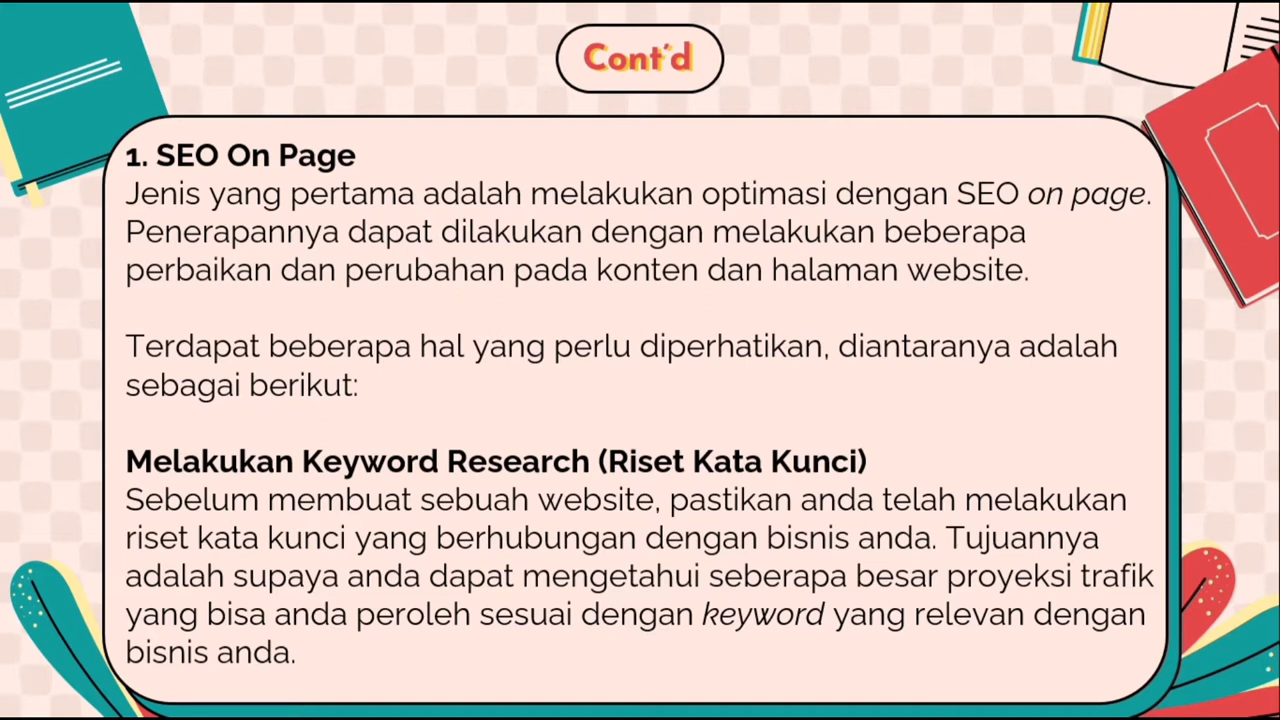 Cont'd
1. SEO On Page
Jenis yang pertama adalah melakukan optimasi dengan SEO on page.
Penerapannya dapat dilakukan dengan melakukan beberapa
perbaikan dan perubahan pada konten dan halaman website.
Terdapat beberapa hal yang perlu diperhatikan, diantaranya adalah
sebagai berikut:
Melakukan Keyword Research (Riset Kata Kunci)
Sebelum membuat sebuah website, pastikan anda telah melakukan
riset kata kunci yang berhubungan dengan bisnis anda. Tujuannya
adalah supaya anda dapat mengetahui seberapa besar proyeksi trafik
yang bisa anda peroleh sesuai dengan keyword yang relevan dengan
bisnis anda.